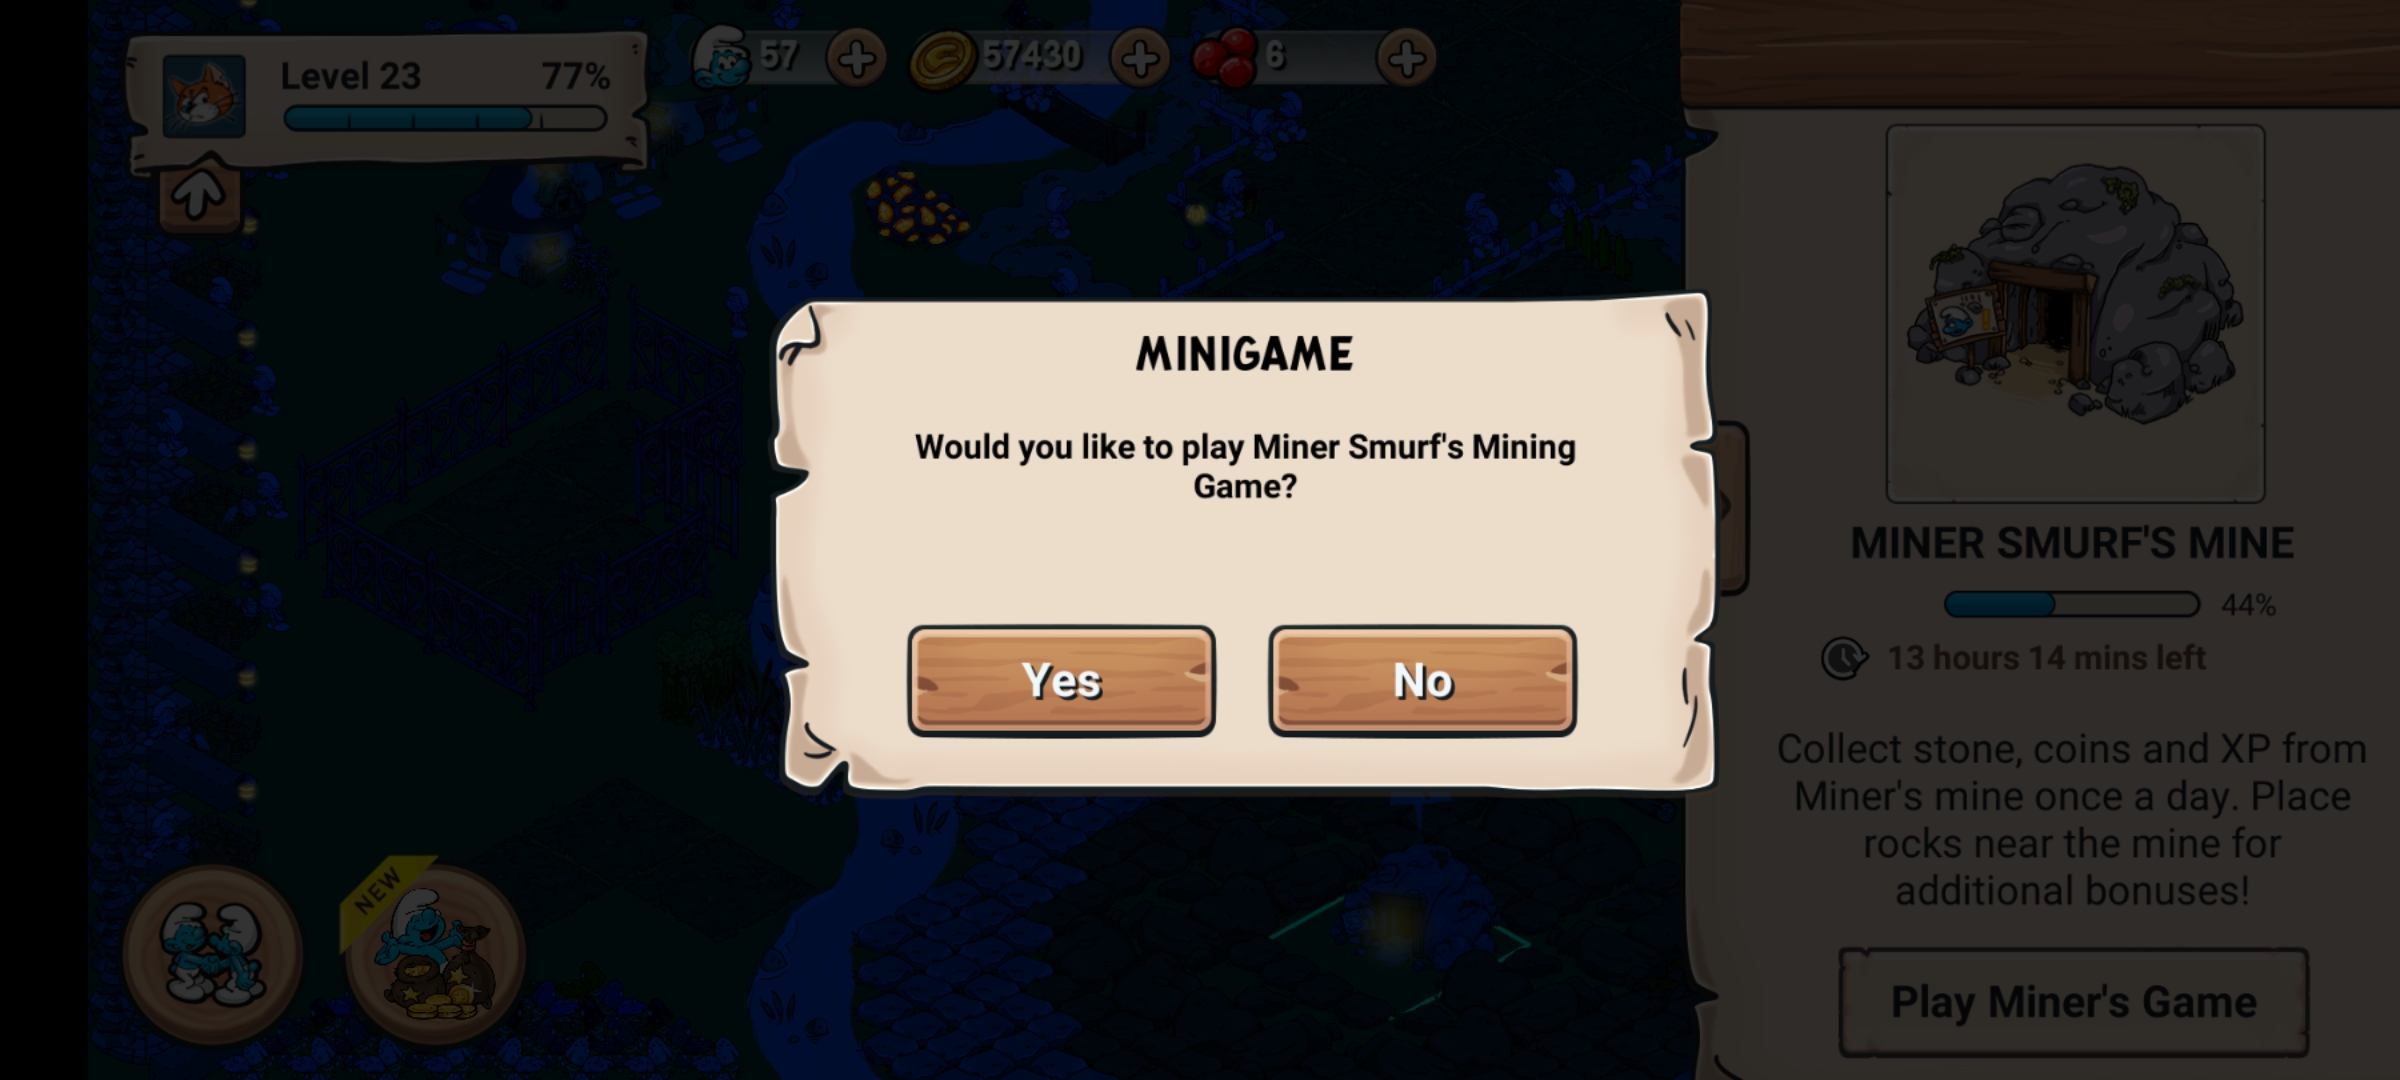 Level 23
77%
57
57430
6
MINIGAME
Would you like to play Miner Smurf's Mining
Game?
Yes
No
MINER SMURF'S MINE
44%
13 hours 14 mins left
Collect stone, coins and XP from
Miner's mine once a day. Place
rocks near the mine for
additional bonuses!
Play Miner's Game
NEW